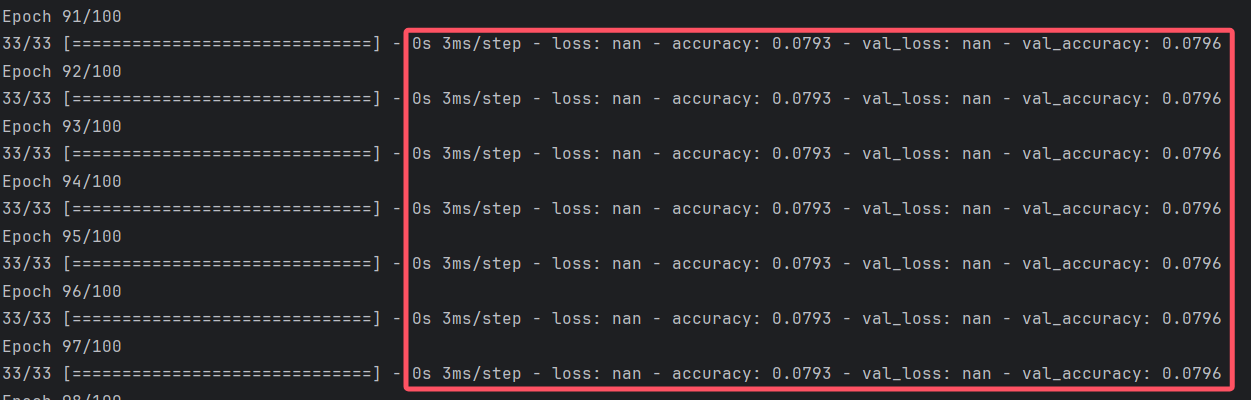 Epoch 91/100
33/33 [==============================] - 0s 3ms/step - loss: nan - accuracy: 0.0793 - val_loss: nan - val_accuracy: 0.0796
Epoch 92/100
33/33 [==============================] - 0s 3ms/step - loss: nan - accuracy: 0.0793 - val_loss: nan - val_accuracy: 0.0796
Epoch 93/100
33/33 [==============================] - 0s 3ms/step - loss: nan - accuracy: 0.0793 - val_loss: nan - val_accuracy: 0.0796
Epoch 94/100
33/33 [==============================] - 0s 3ms/step - loss: nan - accuracy: 0.0793 - val_loss: nan - val_accuracy: 0.0796
Epoch 95/100
33/33 [==============================] - 0s 3ms/step - loss: nan - accuracy: 0.0793 - val_loss: nan - val_accuracy: 0.0796
Epoch 96/100
33/33 [==============================] - 0s 3ms/step - loss: nan - accuracy: 0.0793 - val_loss: nan - val_accuracy: 0.0796
Epoch 97/100
33/33 [==============================] - 0s 3ms/step - loss: nan - accuracy: 0.0793 - val_loss: nan - val_accuracy: 0.0796
Epoch 98/100